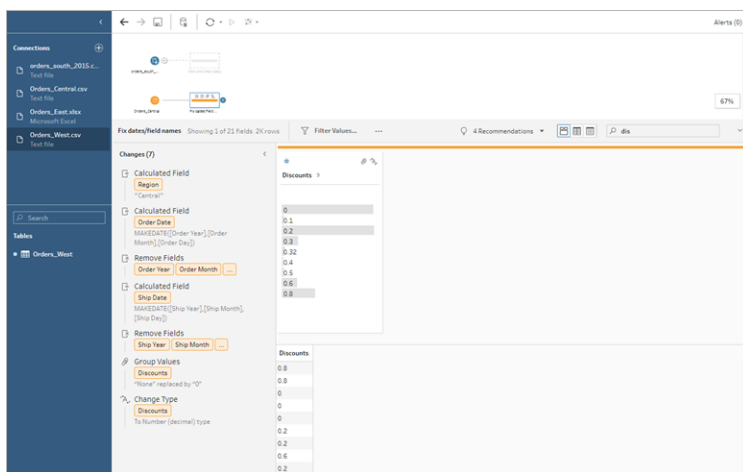 Alerts (0)
Connections
orders_south_2015.c...
Text file
Orders_Central.csv
Text file
Orders_East.xlsx
Microsoft Excel
Orders_West.csv
Text file
Search
Tables
Orders_West
orders_south_...
Orders_Central
Fix dates/field ...
67%
Fix dates/field names Showing 1 of 21 fields 2K rows Filter Values... ... 4 Recommendations dis
Changes (7)
Calculated Field
Region
"Central"
Calculated Field
Order Date
MAKEDATE([Order Year],[Order
Month],[Order Day])
Remove Fields
Order Year Order Month ...
Calculated Field
Ship Date
MAKEDATE([Ship Year],[Ship Month],
[Ship Day])
Remove Fields
Ship Year Ship Month ...
Group Values
Discounts
"None" replaced by "0"
Change Type
Discounts
To Number (decimal) type
Discounts
0
0.1
0.2
0.3
0.32
0.4
0.5
0.6
0.8
Discounts
0.8
0.8
0
0
0
0.2
0.2
0.6
0.2